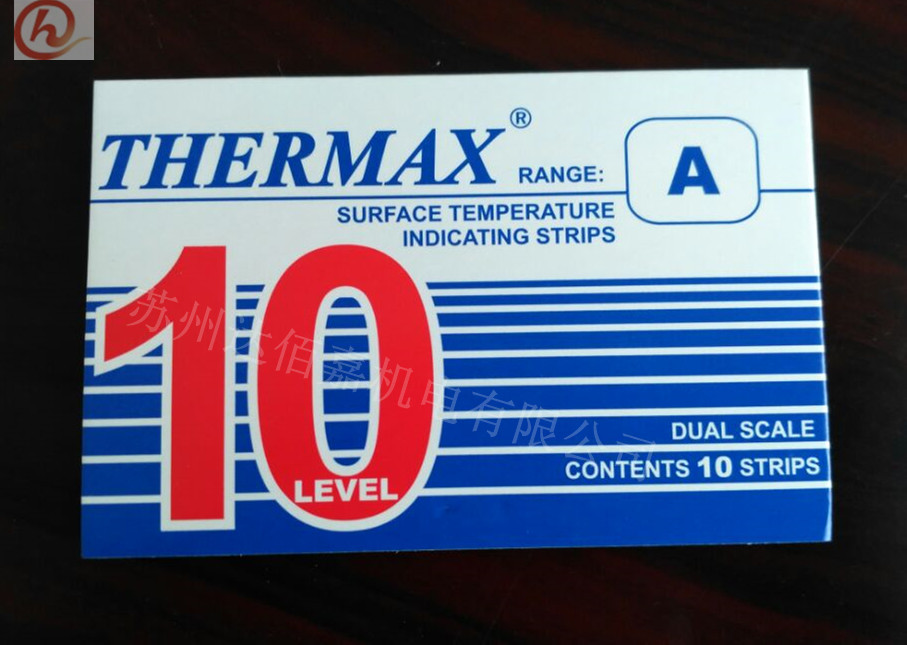 THERMAX®
RANGE: A
SURFACE TEMPERATURE
INDICATING STRIPS
10
LEVEL
苏州达佰嘉机电有限公司
DUAL SCALE
CONTENTS 10 STRIPS